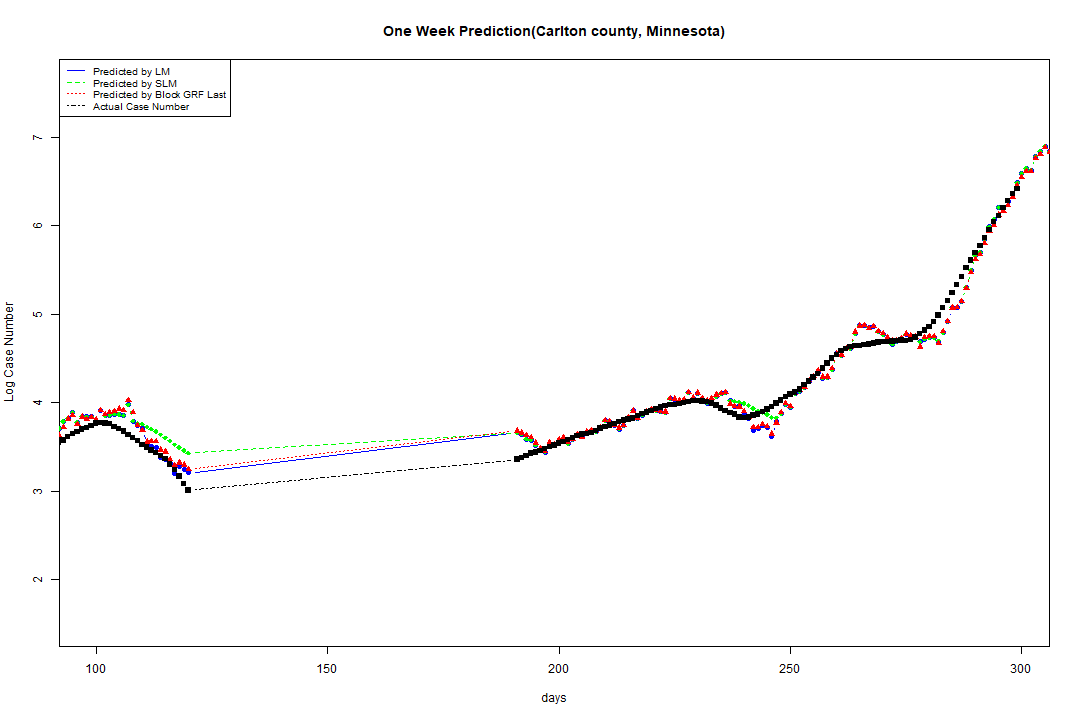 One Week Prediction(Carlton county, Minnesota)
Predicted by LM
Predicted by SLM
Predicted by Block GRF Last
Actual Case Number
7
6
5
4
3
2
Log Case Number
100 150 200 250 300
days